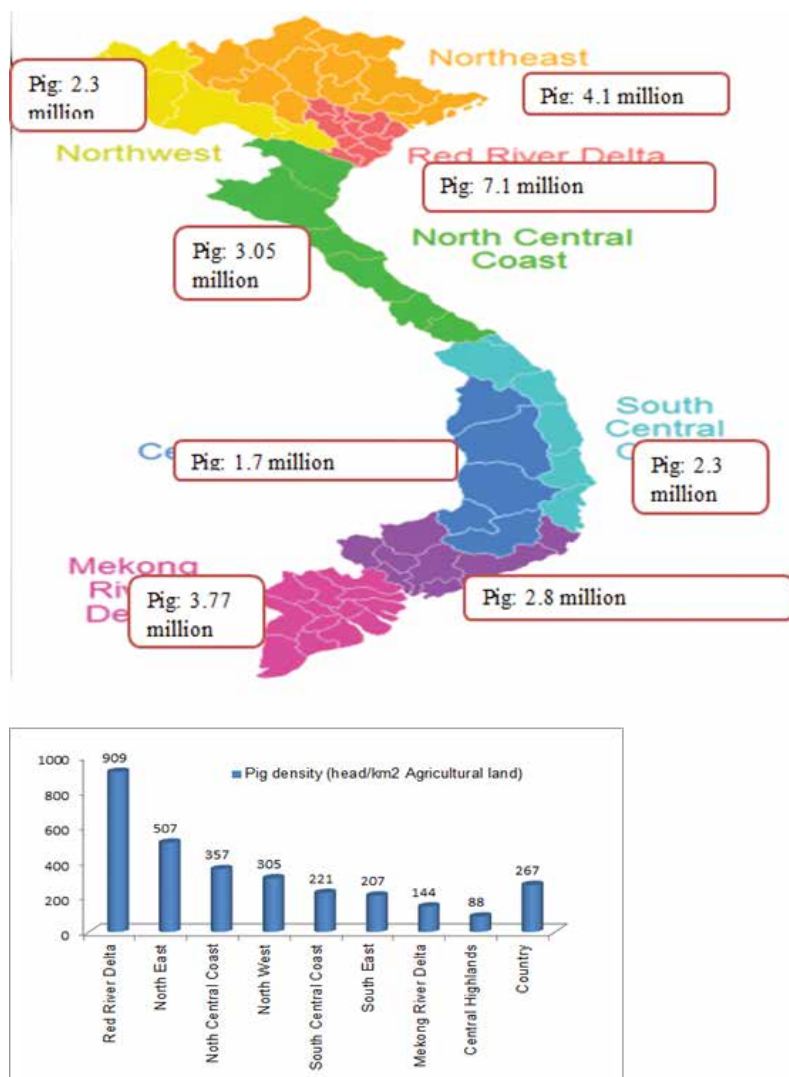 Northeast
Pig: 2.3
million
Pig: 4.1 million
Northwest
Red River Delta
Pig: 7.1 million
North Central
Coast
Pig: 3.05
million
South
Central
Pig: 1.7 million
Pig: 2.3
million
Mekong
Pig: 3.77
million
Pig: 2.8 million
Pig density (head/km2 Agricultural land)
1000
800
600
400
200
0
909
507
357
305
221
207
144
88
267
Red River Delta
North East
Noth Central Coast
North West
South Central Coast
South East
Mekong River Delta
Central Highlands
Country